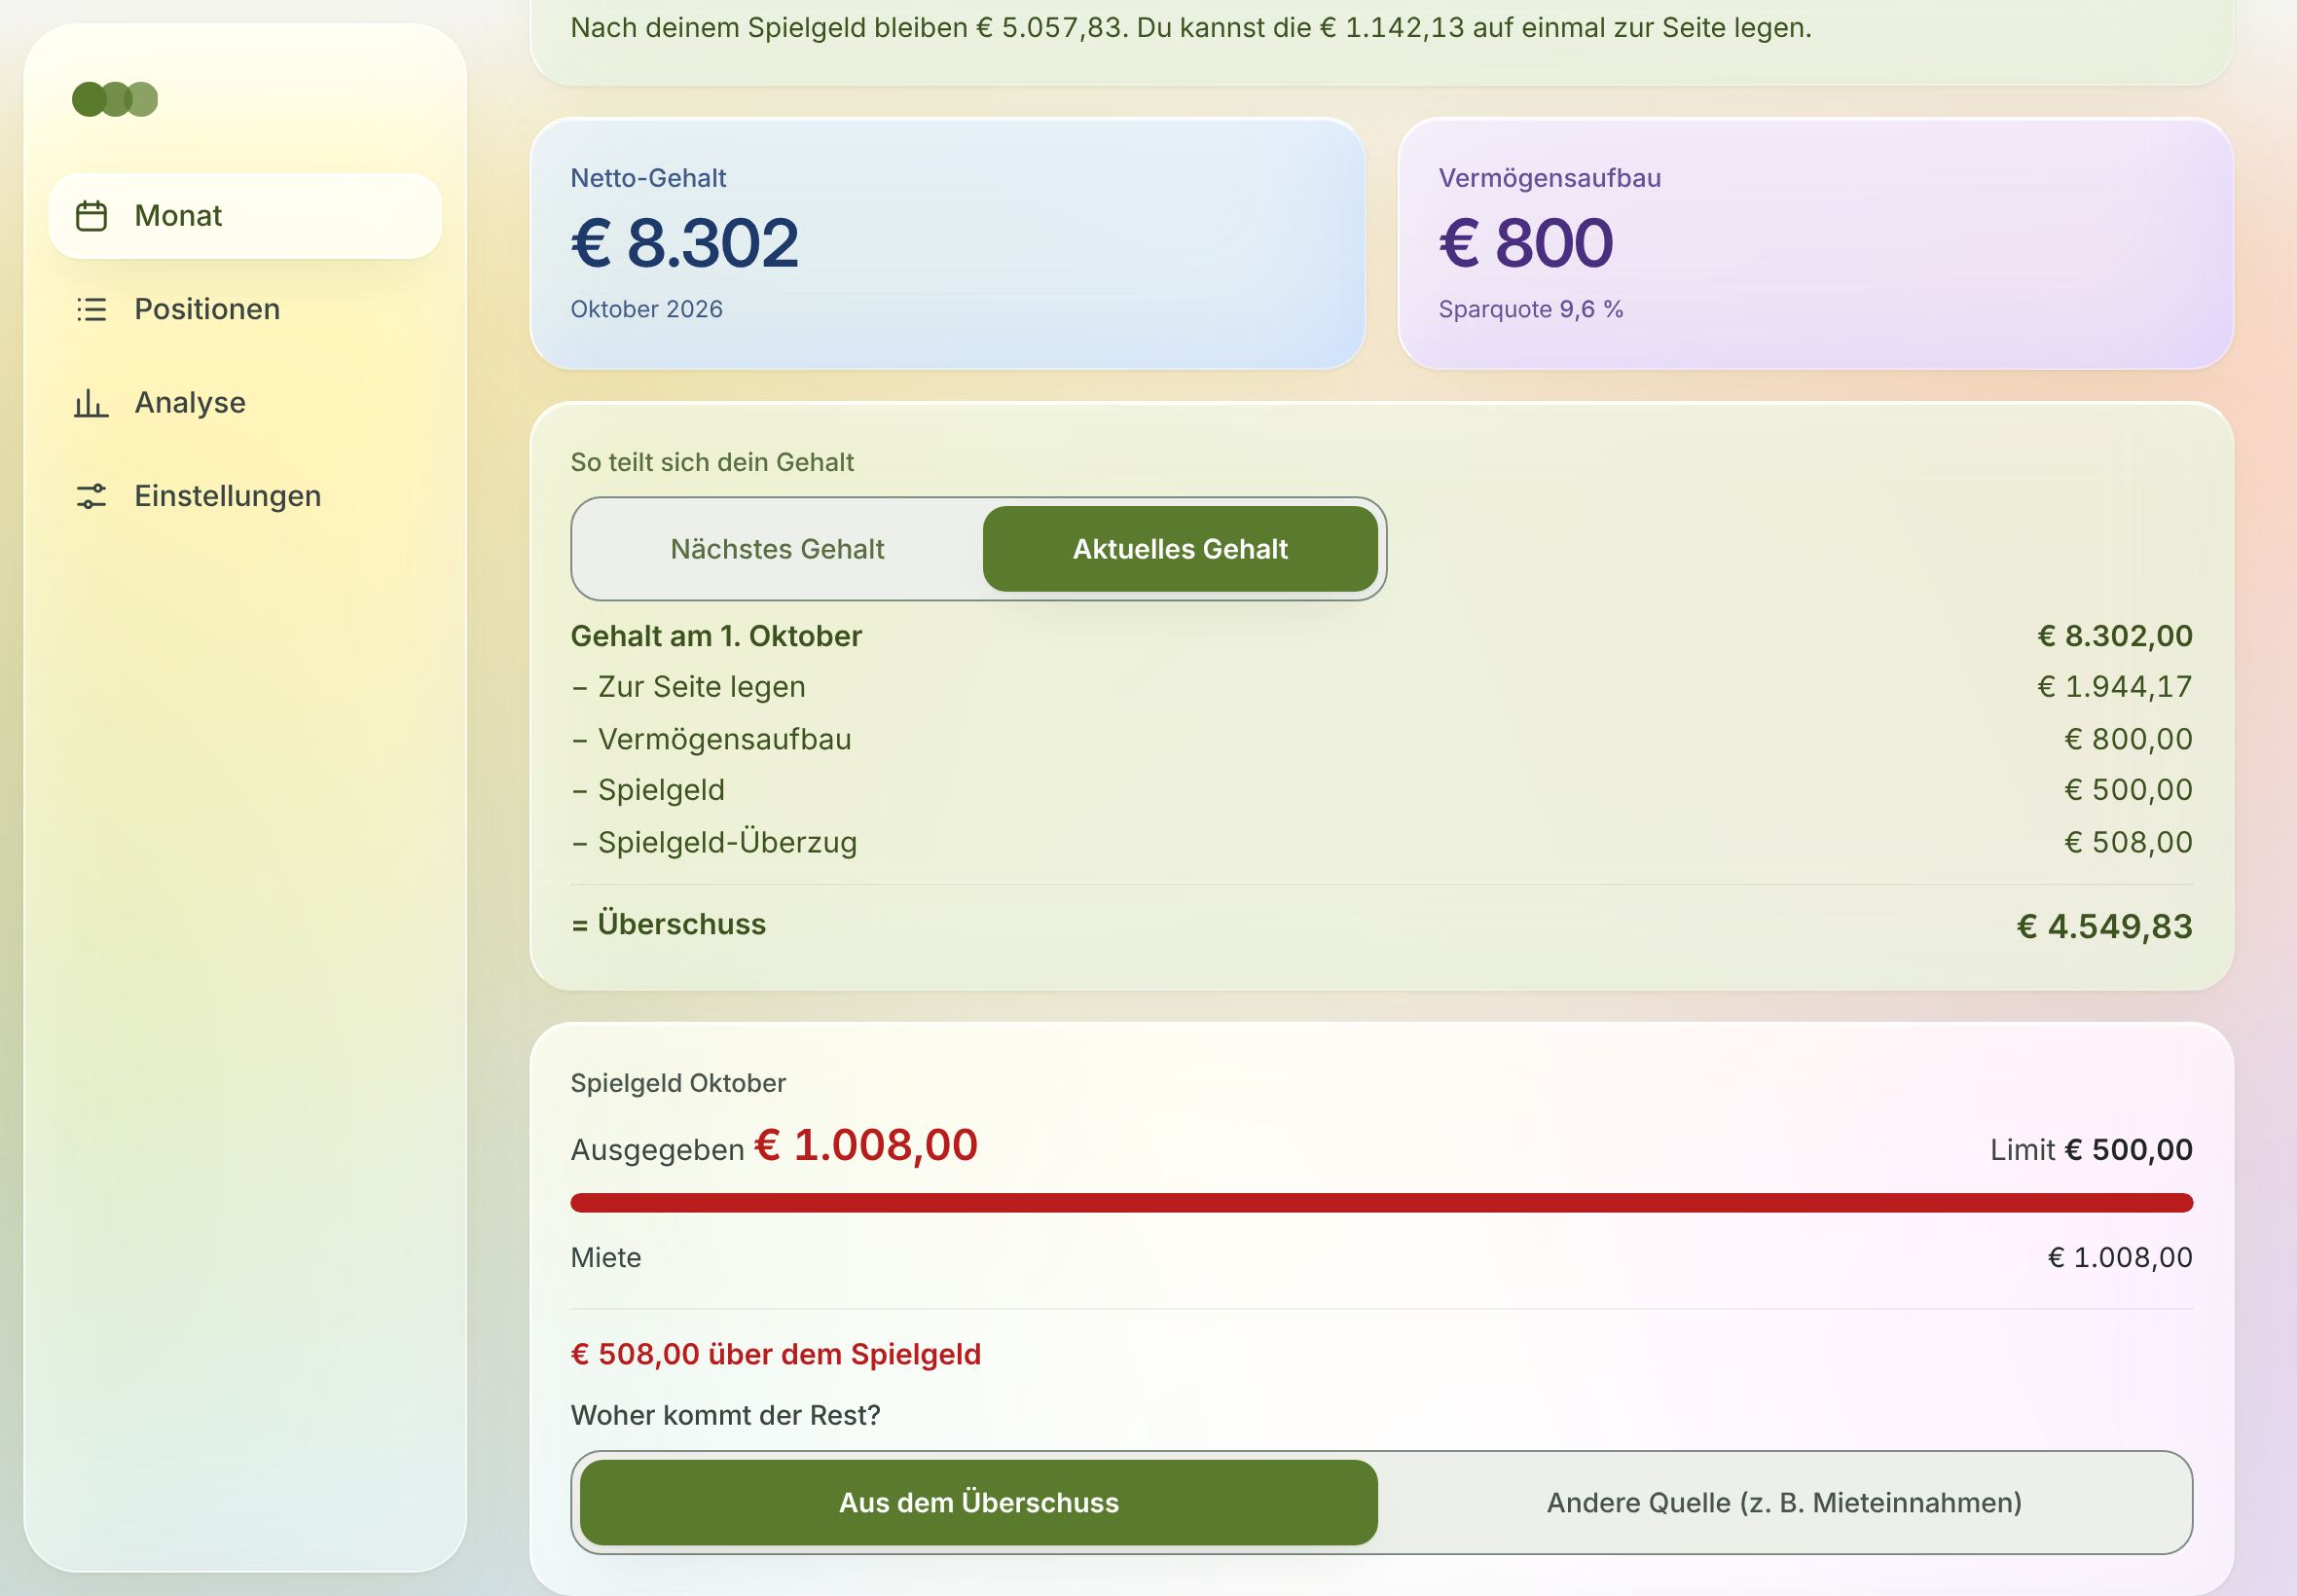 Nach deinem Spielgeld bleiben € 5.057,83. Du kannst die € 1.142,13 auf einmal zur Seite legen.
Monat
Positionen
Analyse
Einstellungen
Netto-Gehalt
€ 8.302
Oktober 2026
Vermögensaufbau
€ 800
Sparquote 9,6 %
So teilt sich dein Gehalt
Nächstes Gehalt
Aktuelles Gehalt
Gehalt am 1. Oktober € 8.302,00
− Zur Seite legen € 1.944,17
− Vermögensaufbau € 800,00
− Spielgeld € 500,00
− Spielgeld-Überzug € 508,00
= Überschuss € 4.549,83
Spielgeld Oktober
Ausgegeben € 1.008,00 Limit € 500,00
Miete € 1.008,00
€ 508,00 über dem Spielgeld
Woher kommt der Rest?
Aus dem Überschuss
Andere Quelle (z. B. Mieteinnahmen)